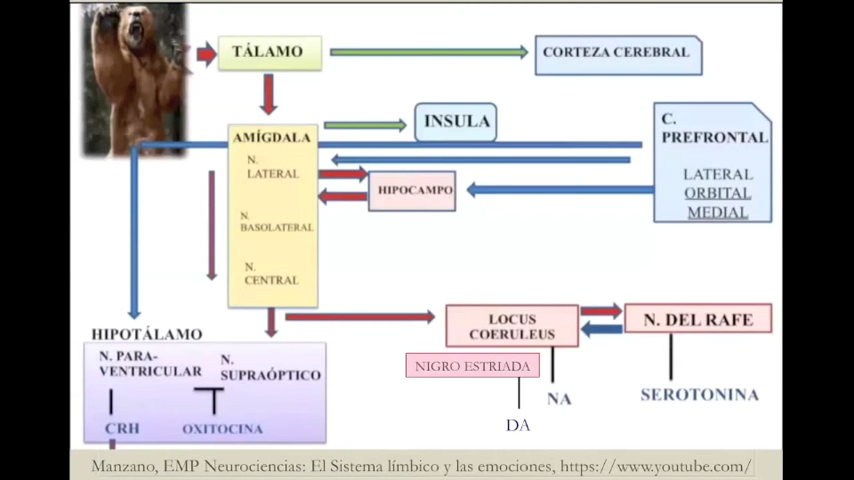 TÁLAMO
CORTEZA CEREBRAL
INSULA
C.
PREFRONTAL
LATERAL
ORBITAL
MEDIAL
AMÍGDALA
N.
LATERAL
N.
BASOLATERAL
N.
CENTRAL
HIPOCAMPO
HIPOTÁLAMO
N. PARA-
VENTRICULAR
N.
SUPRAÓPTICO
CRH
OXITOCINA
LOCUS
COERULEUS
N. DEL RAFE
NIGRO ESTRIADA
NA
DA
SEROTONINA
Manzano, EMP Neurociencias: El Sistema límbico y las emociones, https://www.youtube.com/